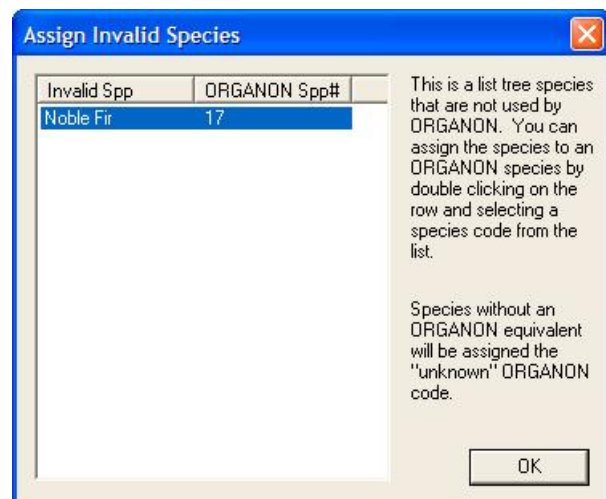 Assign Invalid Species
Invalid Spp ORGANON Spp#
Noble Fir 17
This is a list tree species
that are not used by
ORGANON. You can
assign the species to an
ORGANON species by
double clicking on the
row and selecting a
species code from the
list.
Species without an
ORGANON equivalent
will be assigned the
"unknown" ORGANON
code.
OK